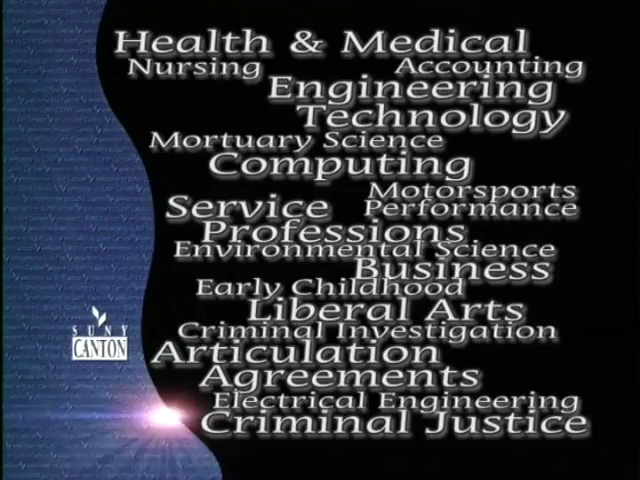 Health & Medical
Nursing Accounting
Engineering
Technology
Mortuary Science
Computing
Motorsports
Service Performance
Professions
Environmental Science
Business
Early Childhood
Liberal Arts
Criminal Investigation
SUNY
CANTON
Articulation
Agreements
Electrical Engineering
Criminal Justice